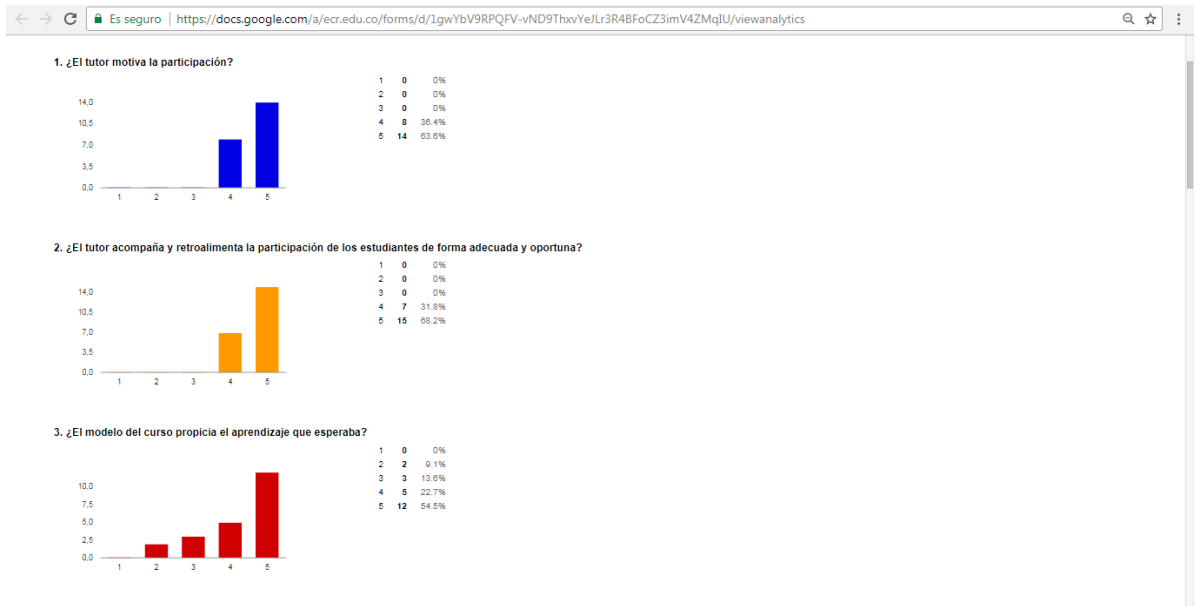 Es seguro | https://docs.google.com/a/ecr.edu.co/forms/d/1gwYbV9RPQFV-vND9ThxvYeJLr3R4BFoCZ3imV4ZMqIU/viewanalytics
1. ¿El tutor motiva la participación?
1 0 0%
2 0 0%
3 0 0%
4 8 36.4%
5 14 63.6%
14,0
10,5
7,0
3,5
0,0
1 2 3 4 5
2. ¿El tutor acompaña y retroalimenta la participación de los estudiantes de forma adecuada y oportuna?
1 0 0%
2 0 0%
3 0 0%
4 7 31.8%
5 15 68.2%
14,0
10,5
7,0
3,5
0,0
1 2 3 4 5
3. ¿El modelo del curso propicia el aprendizaje que esperaba?
1 0 0%
2 2 9.1%
3 3 13.6%
4 5 22.7%
5 12 54.5%
10,0
7,5
5,0
2,5
0,0
1 2 3 4 5